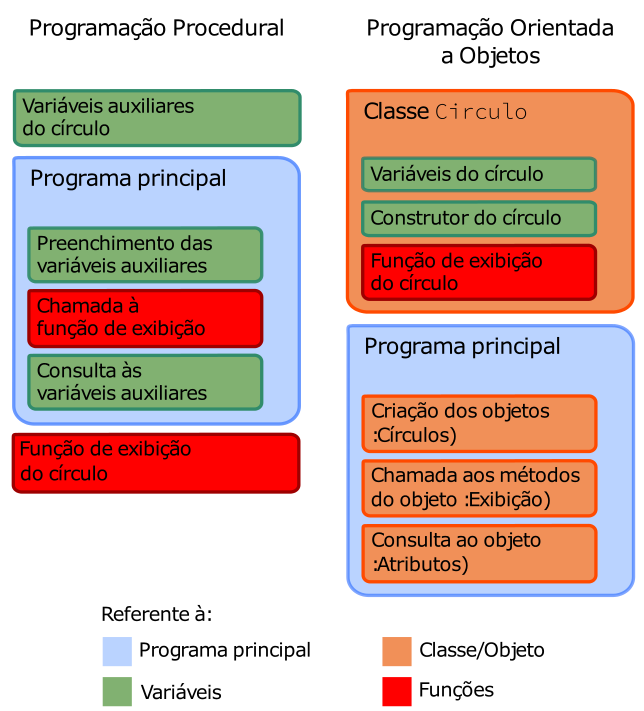 Programação Procedural
Variáveis auxiliares
do círculo
Programa principal
Preenchimento das
variáveis auxiliares
Chamada à
função de exibição
Consulta às
variáveis auxiliares
Função de exibição
do círculo
Programação Orientada
a Objetos
Classe Circulo
Variáveis do círculo
Construtor do círculo
Função de exibição
do círculo
Programa principal
Criação dos objetos
:Círculos)
Chamada aos métodos
do objeto :Exibição)
Consulta ao objeto
:Atributos)
Referente à:
Programa principal
Classe/Objeto
Variáveis
Funções